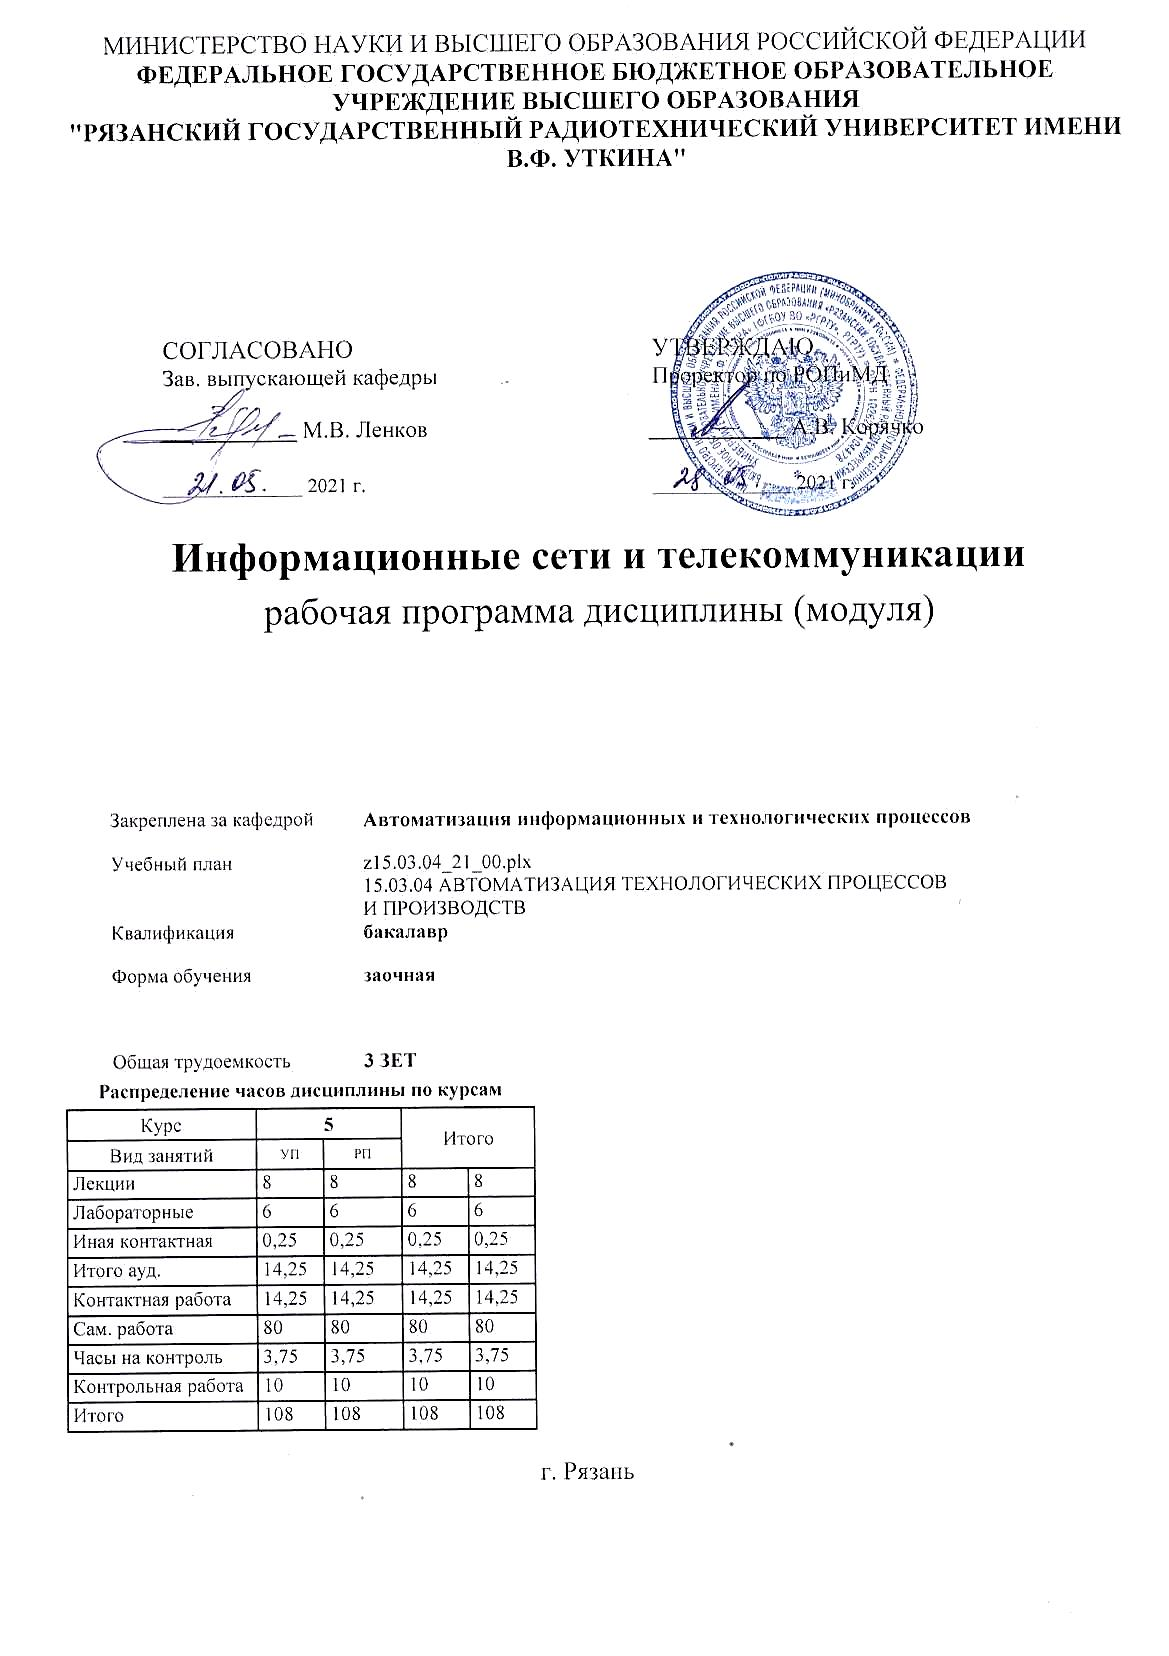 МИНИСТЕРСТВО НАУКИ И ВЫСШЕГО ОБРАЗОВАНИЯ РОССИЙСКОЙ ФЕДЕРАЦИИ
ФЕДЕРАЛЬНОЕ ГОСУДАРСТВЕННОЕ БЮДЖЕТНОЕ ОБРАЗОВАТЕЛЬНОЕ
УЧРЕЖДЕНИЕ ВЫСШЕГО ОБРАЗОВАНИЯ
"РЯЗАНСКИЙ ГОСУДАРСТВЕННЫЙ РАДИОТЕХНИЧЕСКИЙ УНИВЕРСИТЕТ ИМЕНИ
В.Ф. УТКИНА"
СОГЛАСОВАНО
Зав. выпускающей кафедры
М.В. Ленков
21.05. 2021 г.
УТВЕРЖДАЮ
Проректор по РОПиМД
А.В. Корячко
28 05 2021 г.
Информационные сети и телекоммуникации
рабочая программа дисциплины (модуля)
Закреплена за кафедрой Автоматизация информационных и технологических процессов
Учебный план z15.03.04_21_00.plx
15.03.04 АВТОМАТИЗАЦИЯ ТЕХНОЛОГИЧЕСКИХ ПРОЦЕССОВ
И ПРОИЗВОДСТВ
Квалификация бакалавр
Форма обучения заочная
Общая трудоемкость 3 ЗЕТ
Распределение часов дисциплины по курсам
Курс 5 Итого
Вид занятий УП РП
Лекции 8 8 8 8
Лабораторные 6 6 6 6
Иная контактная 0,25 0,25 0,25 0,25
Итого ауд. 14,25 14,25 14,25 14,25
Контактная работа 14,25 14,25 14,25 14,25
Сам. работа 80 80 80 80
Часы на контроль 3,75 3,75 3,75 3,75
Контрольная работа 10 10 10 10
Итого 108 108 108 108
г. Рязань